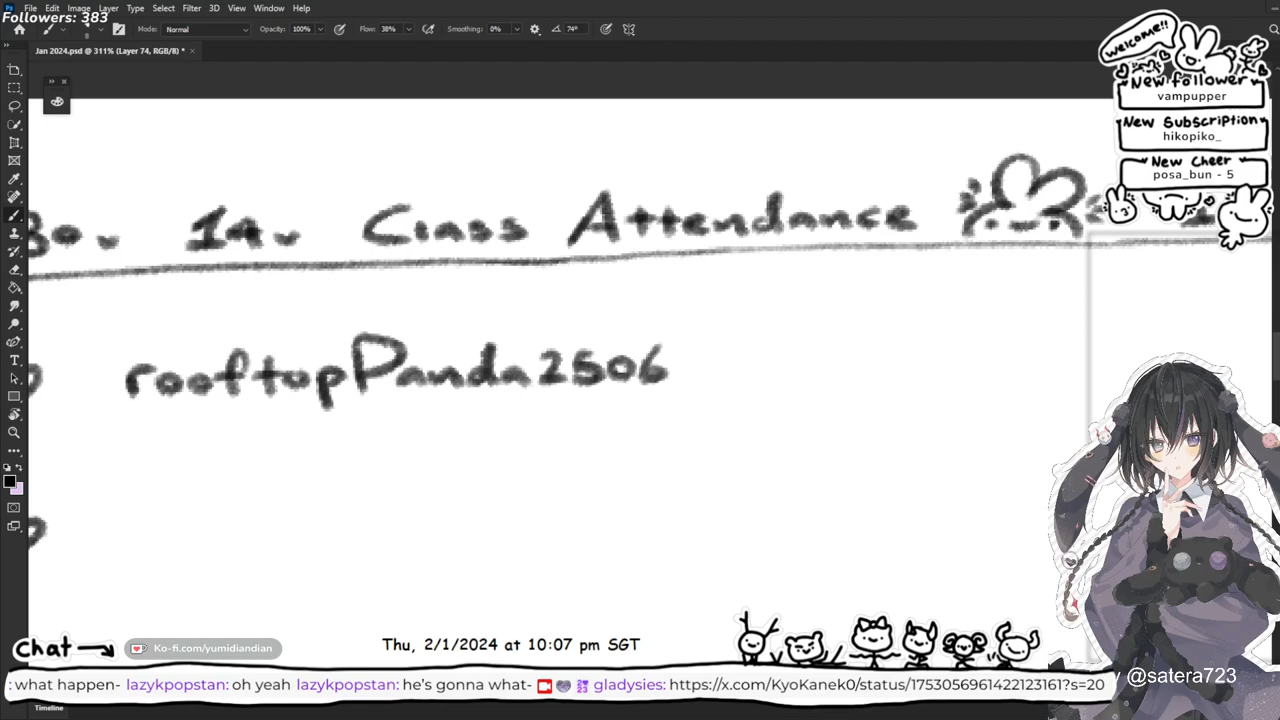 File Edit Image Layer Type Select Filter 3D View Window Help
Followers: 383
Mode: Normal Opacity: 100% Flow: 38% Smoothing: 0% 74°
Jan 2024.psd @ 311% (Layer 74, RGB/8) *
welcome!!
New follower
vampupper
New Subscription
hikopiko_
New Cheer
posa_bun - 5
14. Class Attendance
rooftopPanda2506
Chat
Ko-fi.com/yumidiandian
Thu, 2/1/2024 at 10:07 pm SGT
: what happen- lazykpopstan: oh yeah lazykpopstan: he's gonna what- gladysies: https://x.com/KyoKanek0/status/1753056961422123161?s=20
@satera723
Timeline